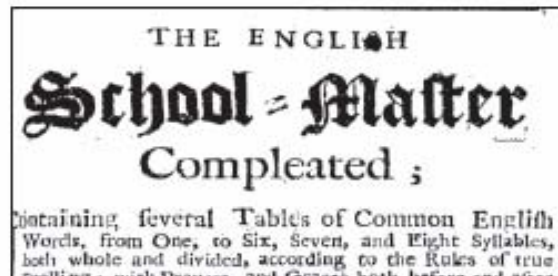 THE ENGLISH
School = Maſter
Compleated ;
Containing ſeveral Tables of Common Engliſh
Words, from One, to Six, Seven, and Eight Syllables,
both whole and divided, according to the Rules of true